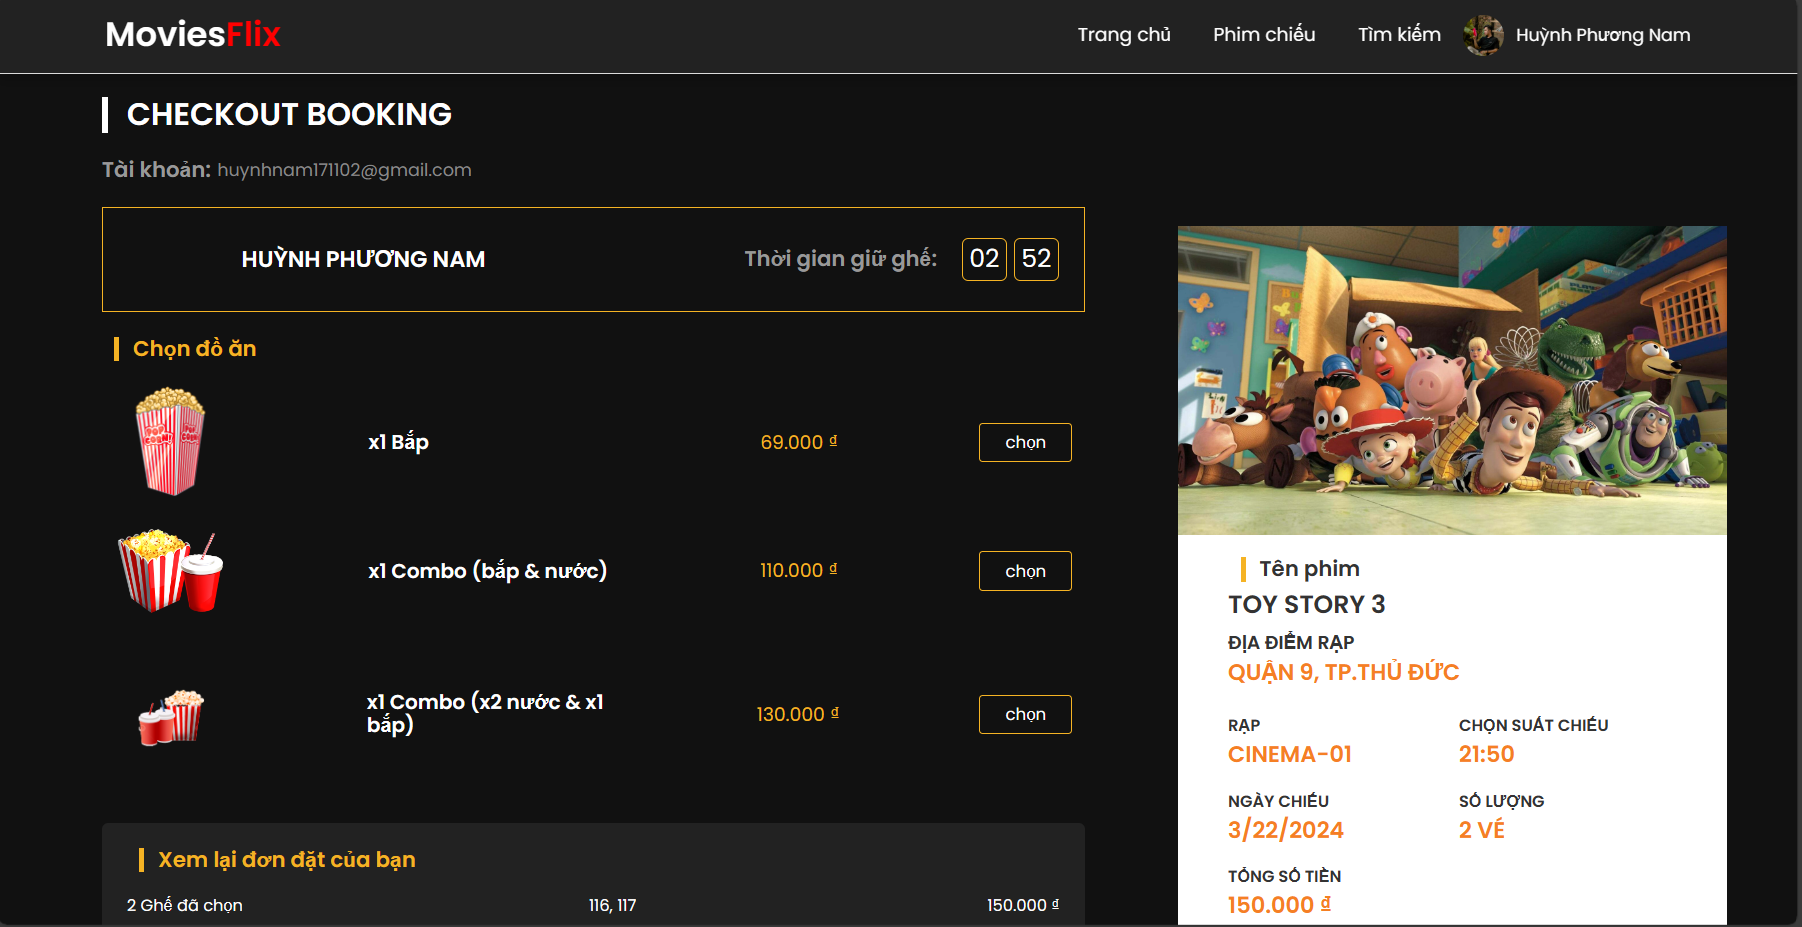 MoviesFlix
Trang chủ
Phim chiếu
Tìm kiếm
Huỳnh Phương Nam
CHECKOUT BOOKING
Tài khoản: huynhnam171102@gmail.com
HUỲNH PHƯƠNG NAM
Thời gian giữ ghế: 02 52
Chọn đồ ăn
POP CORN!
x1 Bắp
69.000 ₫
chọn
x1 Combo (bắp & nước)
110.000 ₫
chọn
x1 Combo (x2 nước & x1
bắp)
130.000 ₫
chọn
Xem lại đơn đặt của bạn
2 Ghế đã chọn
116, 117
150.000 ₫
Tên phim
TOY STORY 3
ĐỊA ĐIỂM RẠP
QUẬN 9, TP.THỦ ĐỨC
RẠP
CINEMA-01
CHỌN SUẤT CHIẾU
21:50
NGÀY CHIẾU
3/22/2024
SỐ LƯỢNG
2 VÉ
TỔNG SỐ TIỀN
150.000 ₫